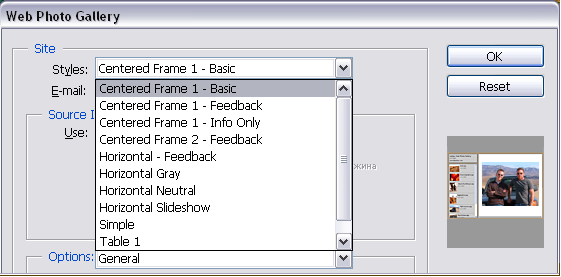 Web Photo Gallery
Site
Styles: Centered Frame 1 - Basic
OK
E-mail:
Centered Frame 1 - Basic
Reset
Centered Frame 1 - Feedback
Centered Frame 1 - Info Only
Source I
Use:
Centered Frame 2 - Feedback
Horizontal - Feedback
жина
Horizontal Gray
Horizontal Neutral
Horizontal Slideshow
Simple
Table 1
Options: General